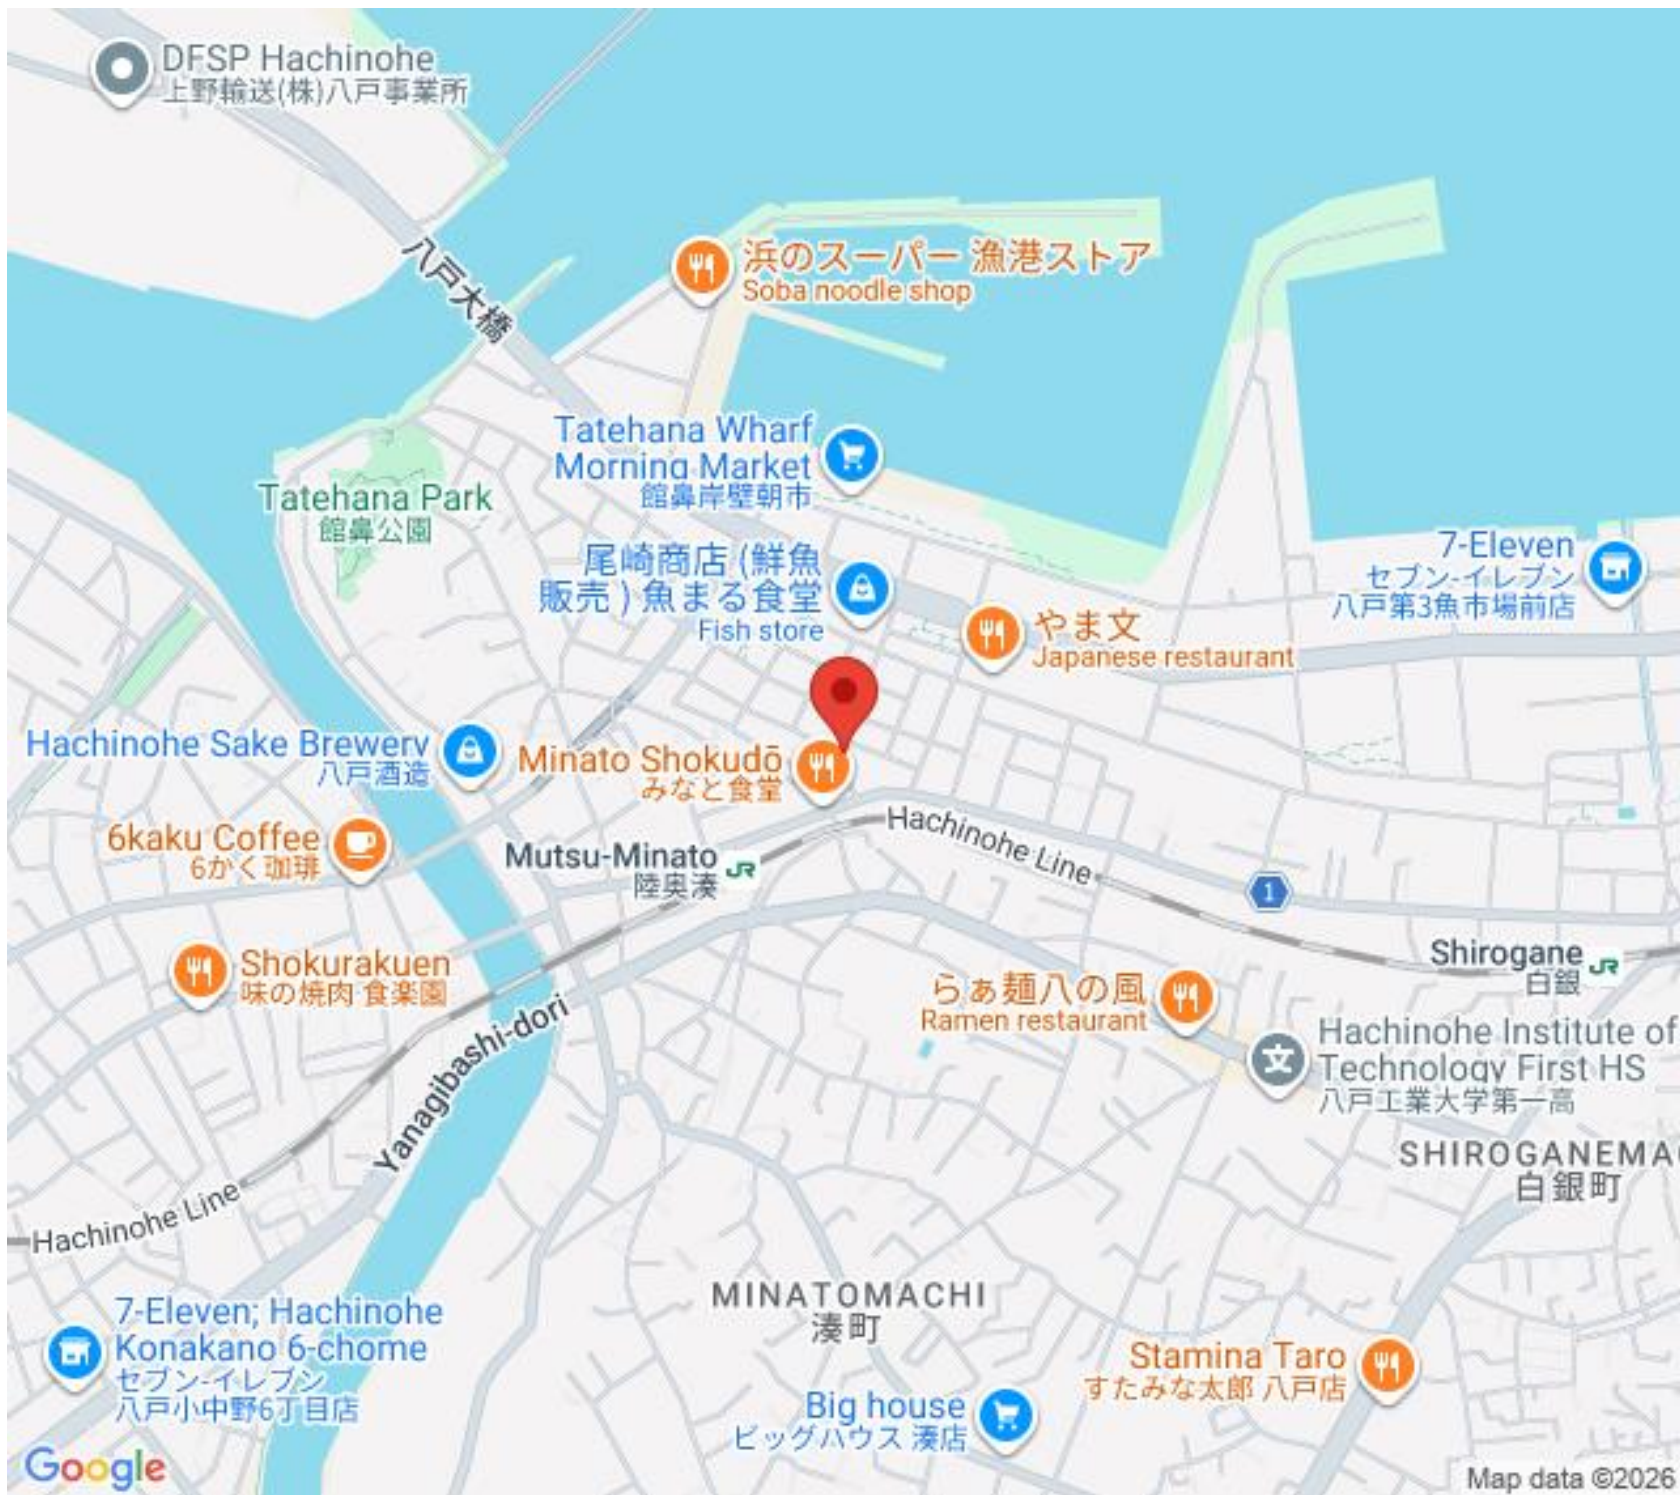 DFSP Hachinohe
上野輸送(株)八戸事業所
八戸大橋
浜のスーパー 漁港ストア
Soba noodle shop
Tatehana Wharf
Morning Market
館鼻岸壁朝市
Tatehana Park
館鼻公園
尾崎商店 (鮮魚
販売 ) 魚まる食堂
Fish store
7-Eleven
セブン-イレブン
八戸第3魚市場前店
やま文
Japanese restaurant
Hachinohe Sake Brewery
八戸酒造
Minato Shokudō
みなと食堂
6kaku Coffee
6かく珈琲
Mutsu-Minato
陸奥湊
JR
Hachinohe Line
1
Shokurakuen
味の焼肉 食楽園
Shirogane
白銀
JR
らぁ麺八の風
Ramen restaurant
Yanagibashi-dori
Hachinohe Institute of
Technology First HS
八戸工業大学第一高
文
SHIROGANEMA
白銀町
Hachinohe Line
MINATOMACHI
湊町
7-Eleven; Hachinohe
Konakano 6-chome
セブン-イレブン
八戸小中野6丁目店
Stamina Taro
すたみな太郎 八戸店
Big house
ビッグハウス 湊店
Google
Map data ©2026